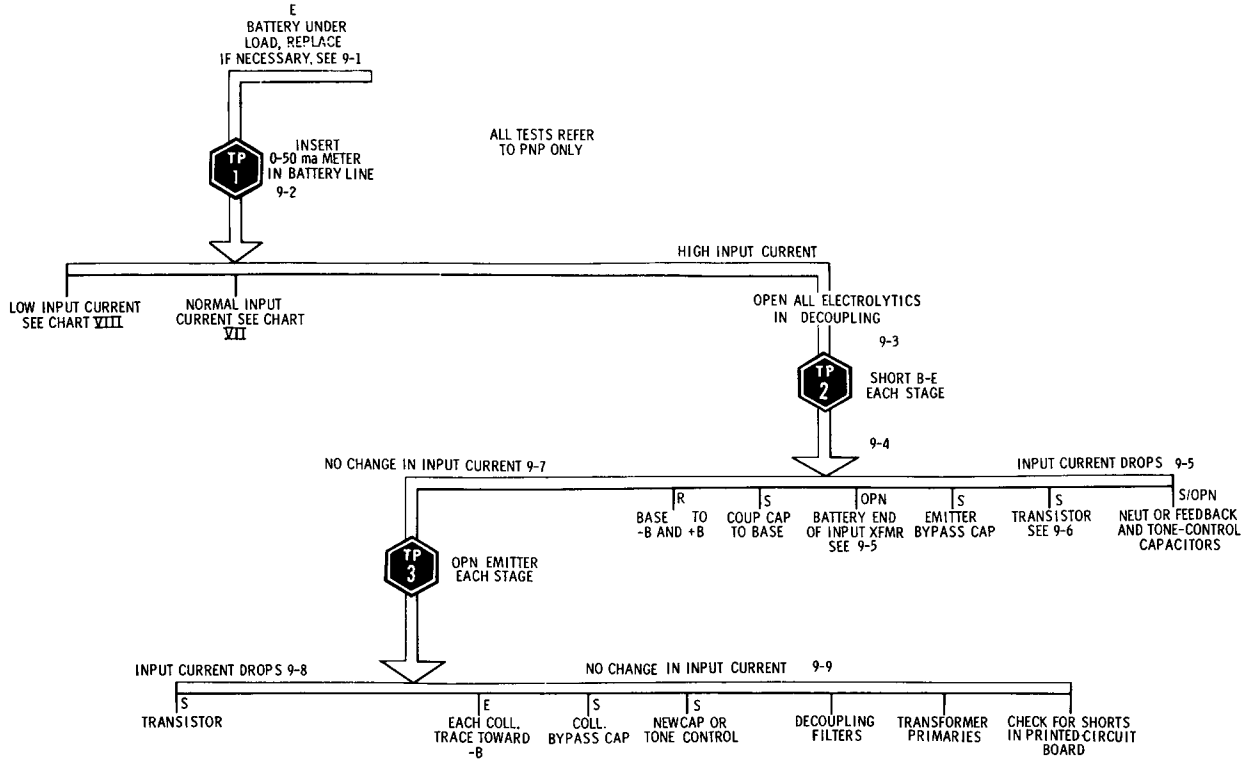 E
BATTERY UNDER
LOAD, REPLACE
IF NECESSARY, SEE 9-1
ALL TESTS REFER
TO PNP ONLY
TP
1
INSERT
0-50 ma METER
IN BATTERY LINE
9-2
HIGH INPUT CURRENT
LOW INPUT CURRENT
SEE CHART VIII
NORMAL INPUT
CURRENT SEE CHART
VII
OPEN ALL ELECTROLYTICS
IN DECOUPLING
9-3
TP
2
SHORT B-E
EACH STAGE
9-4
NO CHANGE IN INPUT CURRENT 9-7
INPUT CURRENT DROPS 9-5
R
BASE TO
-B AND +B
S
COUP CAP
TO BASE
OPN
BATTERY END
OF INPUT XFMR
SEE 9-5
S
EMITTER
BYPASS CAP
S
TRANSISTOR
SEE 9-6
S/OPN
NEUT OR FEEDBACK
AND TONE-CONTROL
CAPACITORS
TP
3
OPN EMITTER
EACH STAGE
INPUT CURRENT DROPS 9-8
NO CHANGE IN INPUT CURRENT 9-9
S
TRANSISTOR
E
EACH COLL.
TRACE TOWARD
-B
S
COLL.
BYPASS CAP
S
NEWCAP OR
TONE CONTROL
DECOUPLING
FILTERS
TRANSFORMER
PRIMARIES
CHECK FOR SHORTS
IN PRINTED-CIRCUIT
BOARD